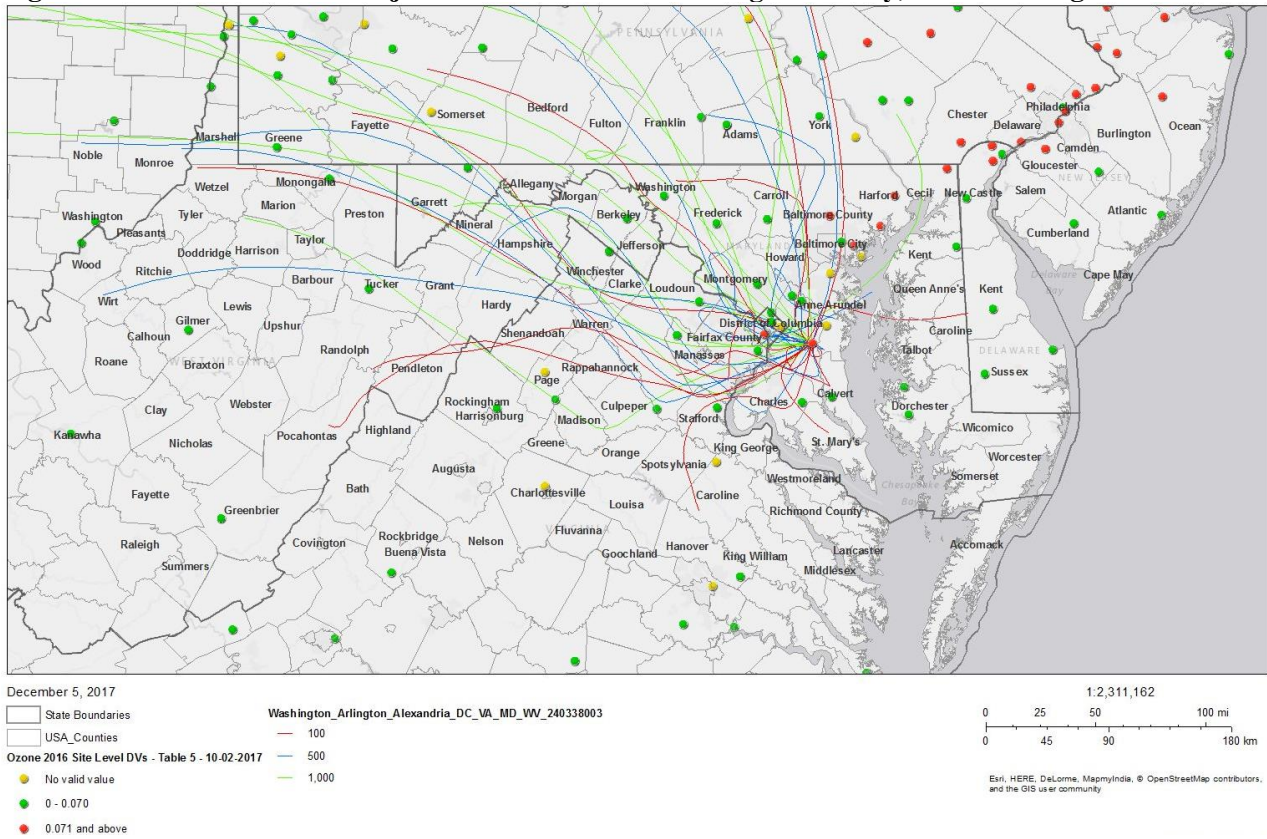 PENNSYLVANIA
Bedford
Somerset
Fayette
Fulton
Franklin
Adams
York
Chester
Philadelphia
Delaware
Burlington
Ocean
Camden
Gloucester
NEW JERSEY
Marshall
Greene
Noble
Monroe
Wetzel
Monongalia
Marion
Preston
Garrett
Allegany
Morgan
Washington
Carroll
Harford
Cecil
New Castle
Salem
Atlantic
Cumberland
Cape May
Washington
Tyler
Pleasants
Doddridge
Harrison
Taylor
Mineral
Hampshire
Berkeley
Jefferson
Frederick
Baltimore County
MARYLAND
Baltimore City
Howard
Kent
Delaware
Bay
Wood
Ritchie
Barbour
Tucker
Grant
Hardy
Winchester
Clarke
Loudoun
Montgomery
Anne Arundel
Queen Anne's
Kent
Wirt
Lewis
Gilmer
Calhoun
Upshur
Shenandoah
Warren
District of Columbia
Fairfax County
Manassas
Caroline
Talbot
DELAWARE
Sussex
Roane
WEST VIRGINIA
Braxton
Randolph
Pendleton
Page
Rappahannock
Clay
Webster
Rockingham
Harrisonburg
Madison
Culpeper
Stafford
Charles
Calvert
Dorchester
Wicomico
Kanawha
Nicholas
Pocahontas
Highland
Greene
Orange
Spotsylvania
King George
St. Mary's
Worcester
Somerset
Augusta
Westmoreland
Chesapeake
Bay
Bath
Fayette
Charlottesville
Louisa
Caroline
Richmond County
Greenbrier
Raleigh
Summers
Covington
Rockbridge
Buena Vista
Nelson
Fluvanna
Goochland
Hanover
King William
Lancaster
Middlesex
Accomack
December 5, 2017
State Boundaries
USA_Counties
Ozone 2016 Site Level DVs - Table 5 - 10-02-2017
No valid value
0 - 0.070
0.071 and above
Washington_Arlington_Alexandria_DC_VA_MD_WV_240338003
100
500
1,000
1:2,311,162
0 25 50 100 mi
0 45 90 180 km
Esri, HERE, DeLorme, MapmyIndia, © OpenStreetMap contributors,
and the GIS user community